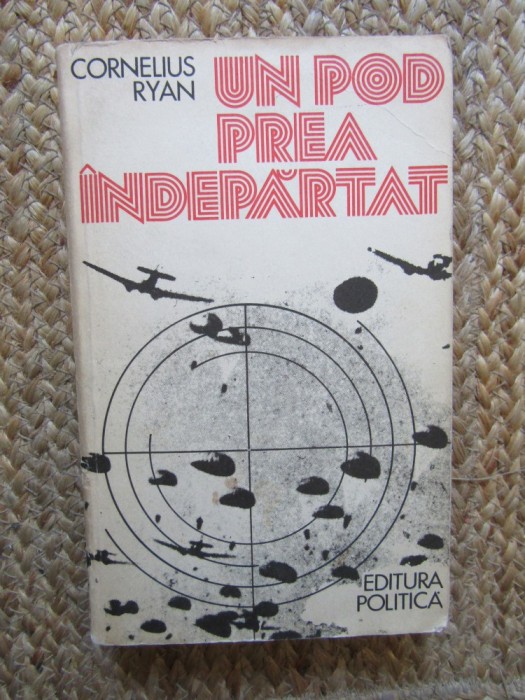 CORNELIUS
RYAN
UN POD
PREA
ÎNDEPĂRTAT
EDITURA
POLITICĂ